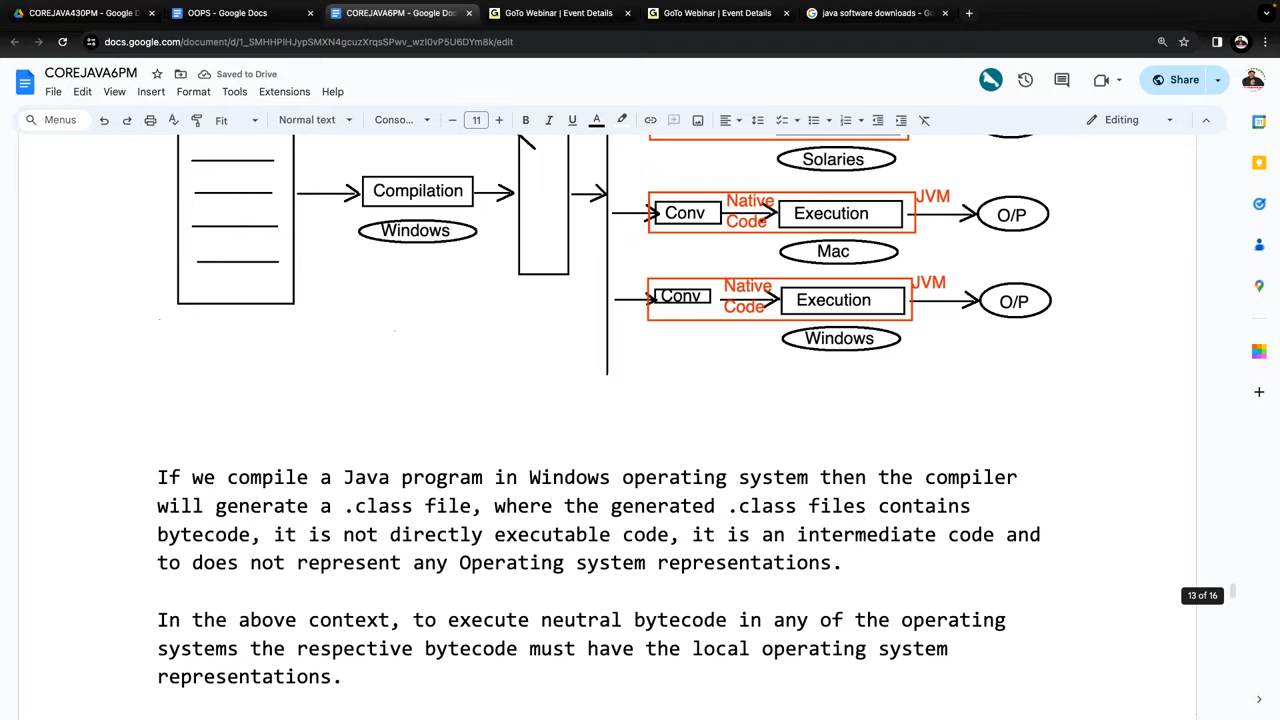 COREJAVA430PM - Google D
OOPS - Google Docs
COREJAVA6PM - Google Doc
GoTo Webinar | Event Details
GoTo Webinar | Event Details
java software downloads - Go
docs.google.com/document/d/1_SMHHPIHJypSMXN4gcuzXrqsSPwv_wzI0vP5U6DYm8k/edit
COREJAVA6PM
Saved to Drive
File Edit View Insert Format Tools Extensions Help
Share
Menus
Fit
Normal text
Conso...
11
Editing
Solaries
Compilation
Windows
Conv
Native
Code
Execution
JVM
O/P
Mac
Conv
Native
Code
Execution
JVM
O/P
Windows
If we compile a Java program in Windows operating system then the compiler
will generate a .class file, where the generated .class files contains
bytecode, it is not directly executable code, it is an intermediate code and
to does not represent any Operating system representations.
13 of 16
In the above context, to execute neutral bytecode in any of the operating
systems the respective bytecode must have the local operating system
representations.